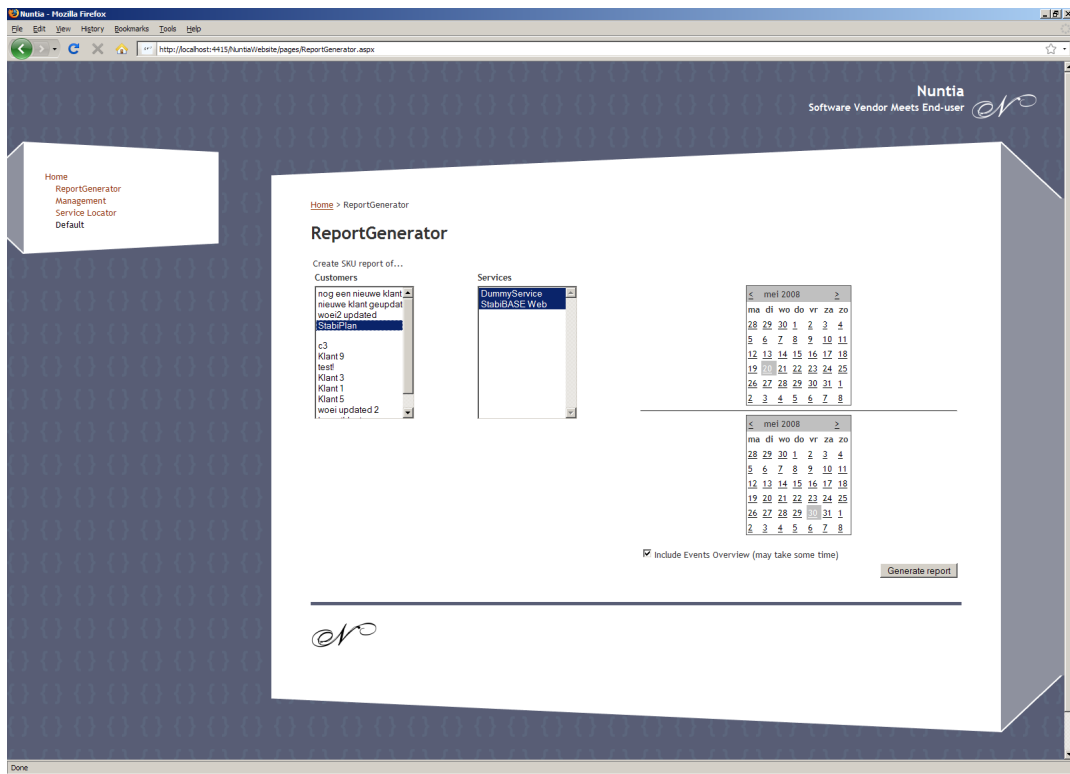 Nuntia - Mozilla Firefox
File Edit View History Bookmarks Tools Help
http://localhost:4415/NuntiaWebsite/pages/ReportGenerator.aspx
Nuntia
Software Vendor Meets End-user
N
Home
ReportGenerator
Management
Service Locator
Default
Home > ReportGenerator
ReportGenerator
Create SKU report of...
Customers
nog een nieuwe klant
nieuwe klant geupdat
woei2 updated
StabiPlan
c3
Klant 9
test!
Klant 3
Klant 1
Klant 5
woei updated 2
Services
DummyService
StabiBASE Web
< mei 2008 >
ma di wo do vr za zo
28 29 30 1 2 3 4
5 6 7 8 9 10 11
12 13 14 15 16 17 18
19 20 21 22 23 24 25
26 27 28 29 30 31 1
2 3 4 5 6 7 8
< mei 2008 >
ma di wo do vr za zo
28 29 30 1 2 3 4
5 6 7 8 9 10 11
12 13 14 15 16 17 18
19 20 21 22 23 24 25
26 27 28 29 30 31 1
2 3 4 5 6 7 8
Include Events Overview (may take some time)
Generate report
N
Done